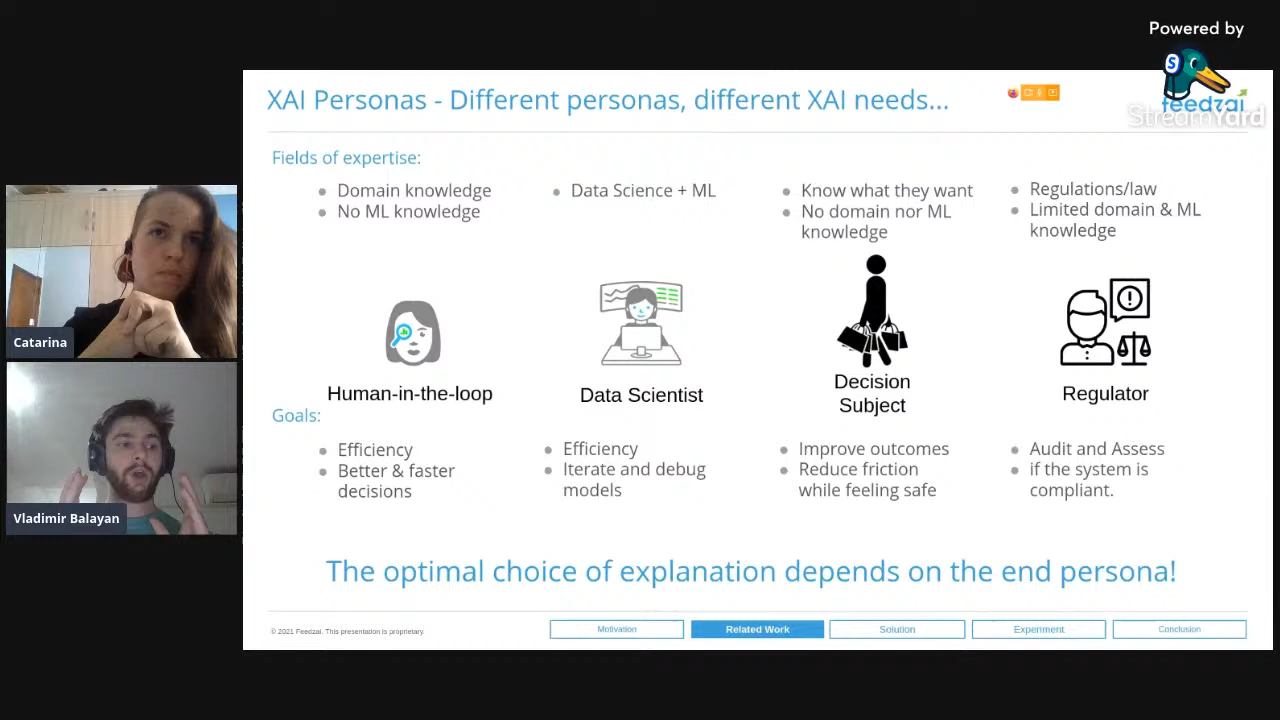 Powered by
S
feedzai
StreamYard
XAI Personas - Different personas, different XAI needs...
Fields of expertise:
Domain knowledge
No ML knowledge
Data Science + ML
Know what they want
No domain nor ML
knowledge
Regulations/law
Limited domain & ML
knowledge
Human-in-the-loop
Data Scientist
Decision
Subject
Regulator
Goals:
Efficiency
Better & faster
decisions
Efficiency
Iterate and debug
models
Improve outcomes
Reduce friction
while feeling safe
Audit and Assess
if the system is
compliant.
The optimal choice of explanation depends on the end persona!
© 2021 Feedzai. This presentation is proprietary.
Motivation
Related Work
Solution
Experiment
Conclusion
Catarina
Vladimir Balayan